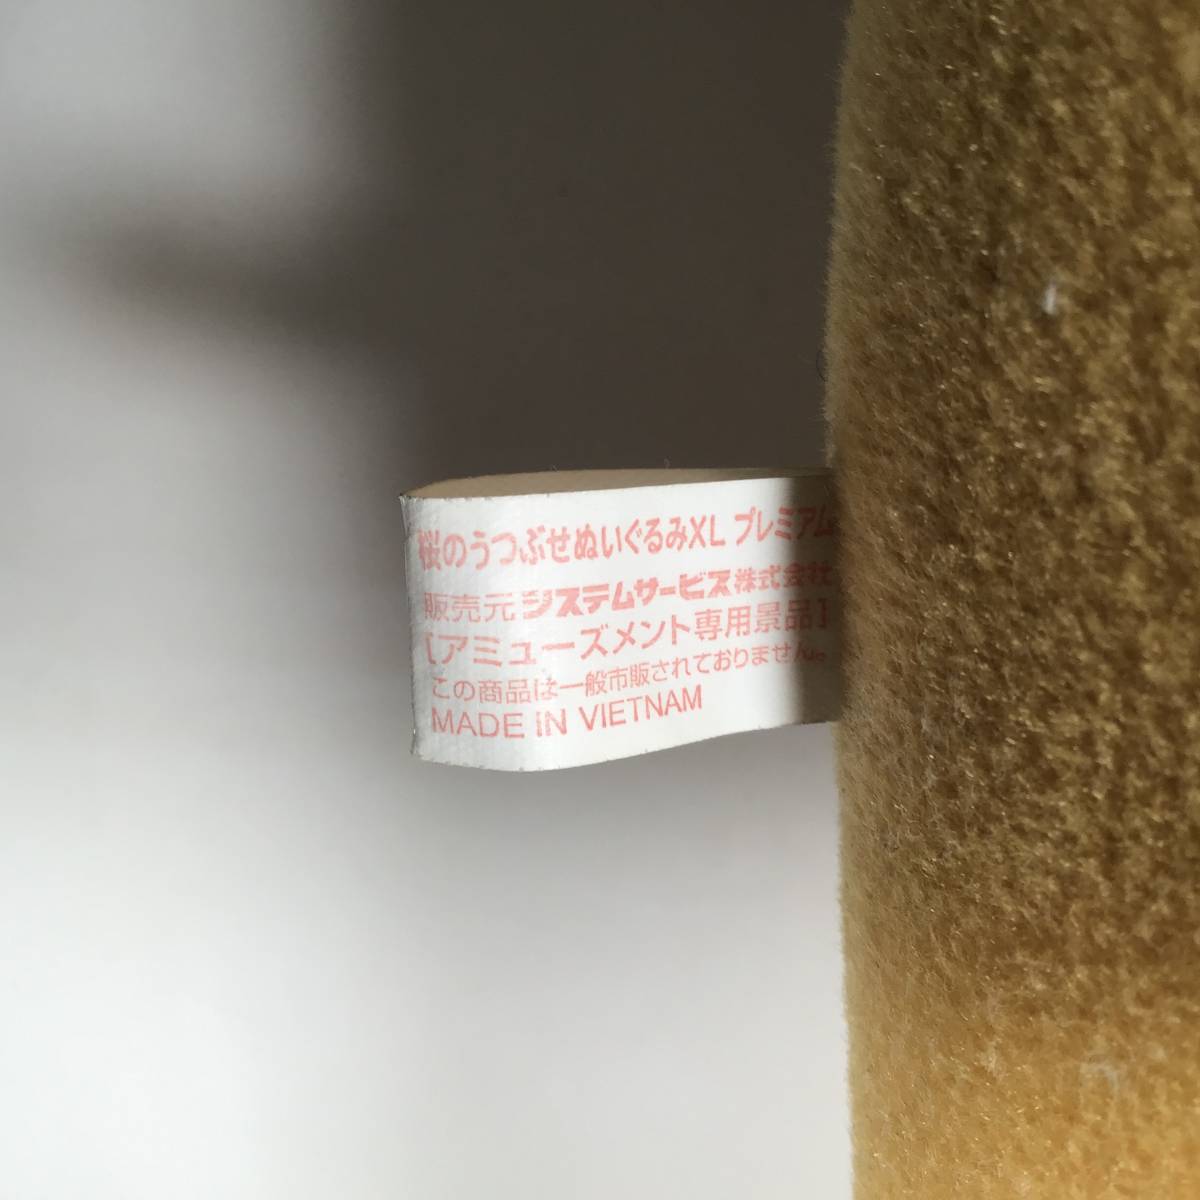 桜のうつぶせぬいぐるみXL プレミアム
販売元 システムサービス株式会社
[アミューズメント専用景品]
この商品は一般市販されておりません。
MADE IN VIETNAM